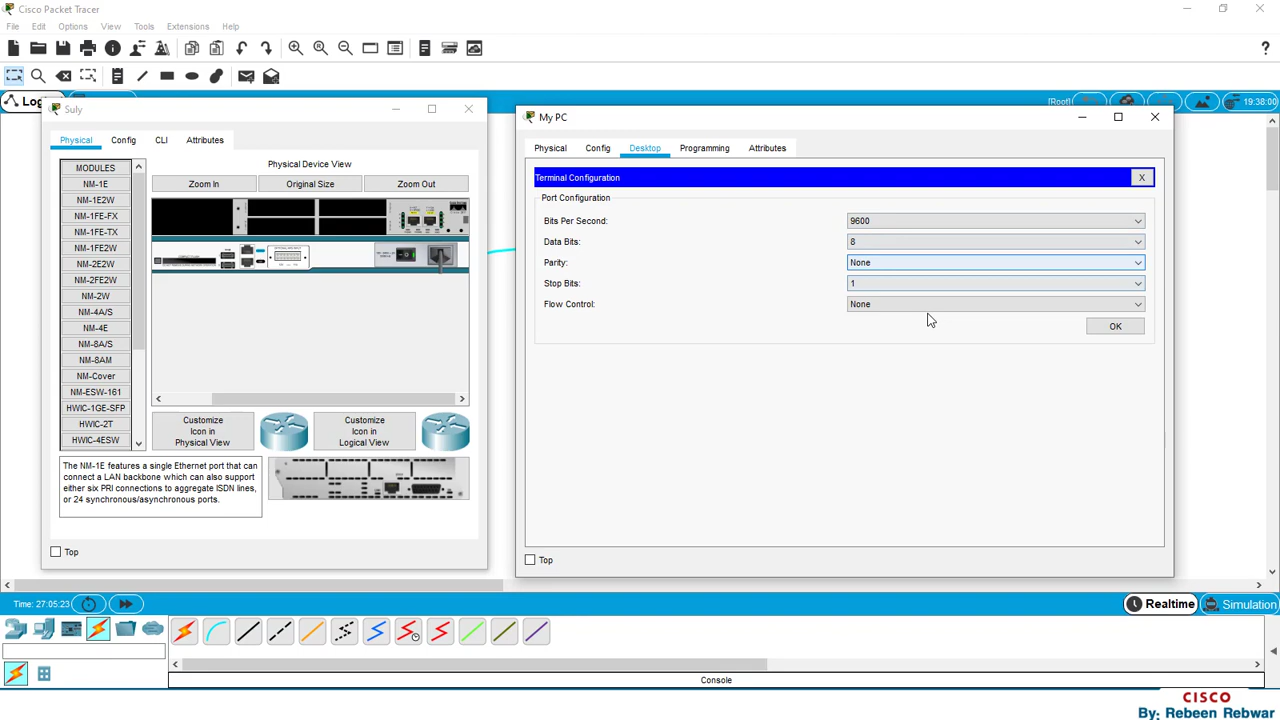 Cisco Packet Tracer
File Edit Options View Tools Extensions Help
Log
[Root] 19:38:00
Suly
Physical Config CLI Attributes
MODULES
NM-1E
NM-1E2W
NM-1FE-FX
NM-1FE-TX
NM-1FE2W
NM-2E2W
NM-2FE2W
NM-2W
NM-4A/S
NM-4E
NM-8A/S
NM-8AM
NM-Cover
NM-ESW-161
HWIC-1GE-SFP
HWIC-2T
HWIC-4ESW
Physical Device View
Zoom In Original Size Zoom Out
Customize
Icon in
Physical View
Customize
Icon in
Logical View
The NM-1E features a single Ethernet port that can
connect a LAN backbone which can also support
either six PRI connections to aggregate ISDN lines,
or 24 synchronous/asynchronous ports.
Top
My PC
Physical Config Desktop Programming Attributes
Terminal Configuration X
Port Configuration
Bits Per Second: 9600
Data Bits: 8
Parity: None
Stop Bits: 1
Flow Control: None
OK
Top
Time: 27:05:23
Realtime Simulation
Console
CISCO
By: Rebeen Rebwar